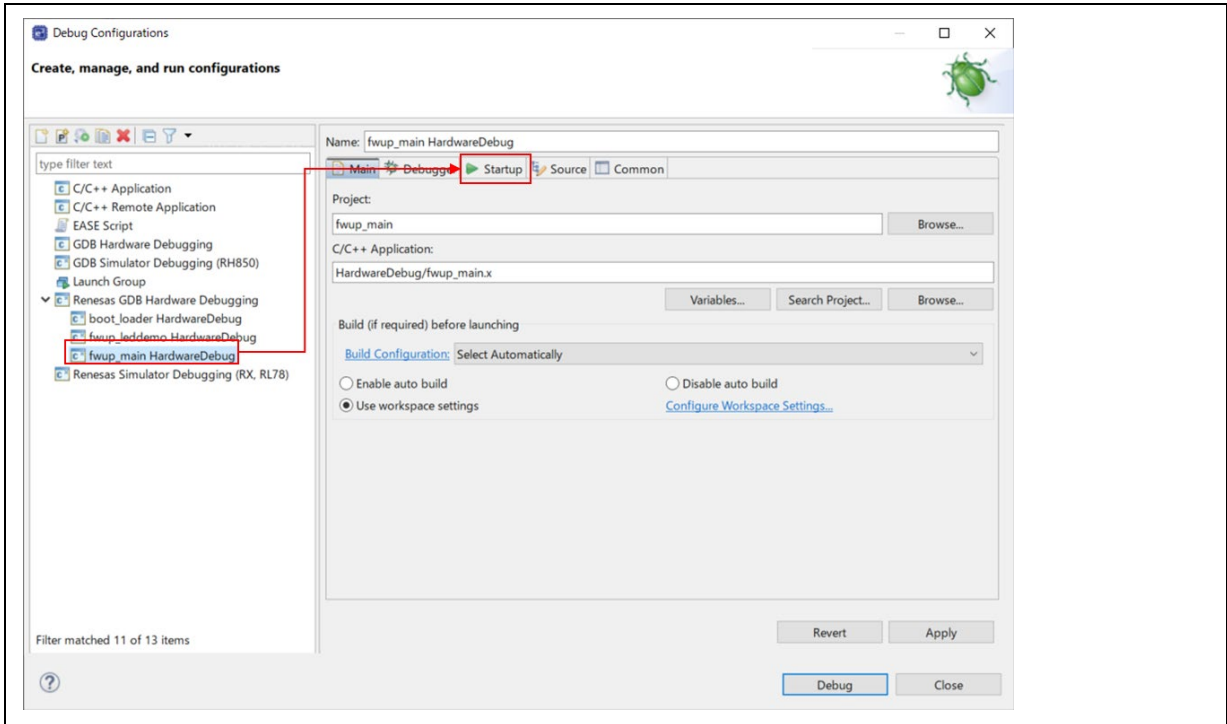 Debug Configurations
Create, manage, and run configurations
type filter text
C/C++ Application
C/C++ Remote Application
EASE Script
GDB Hardware Debugging
GDB Simulator Debugging (RH850)
Launch Group
Renesas GDB Hardware Debugging
boot_loader HardwareDebug
fwup_leddemo HardwareDebug
fwup_main HardwareDebug
Renesas Simulator Debugging (RX, RL78)
Filter matched 11 of 13 items
Name: fwup_main HardwareDebug
Main Debugger Startup Source Common
Project:
fwup_main Browse...
C/C++ Application:
HardwareDebug/fwup_main.x
Variables... Search Project... Browse...
Build (if required) before launching
Build Configuration: Select Automatically
Enable auto build Disable auto build
Use workspace settings Configure Workspace Settings...
Revert Apply
Debug Close